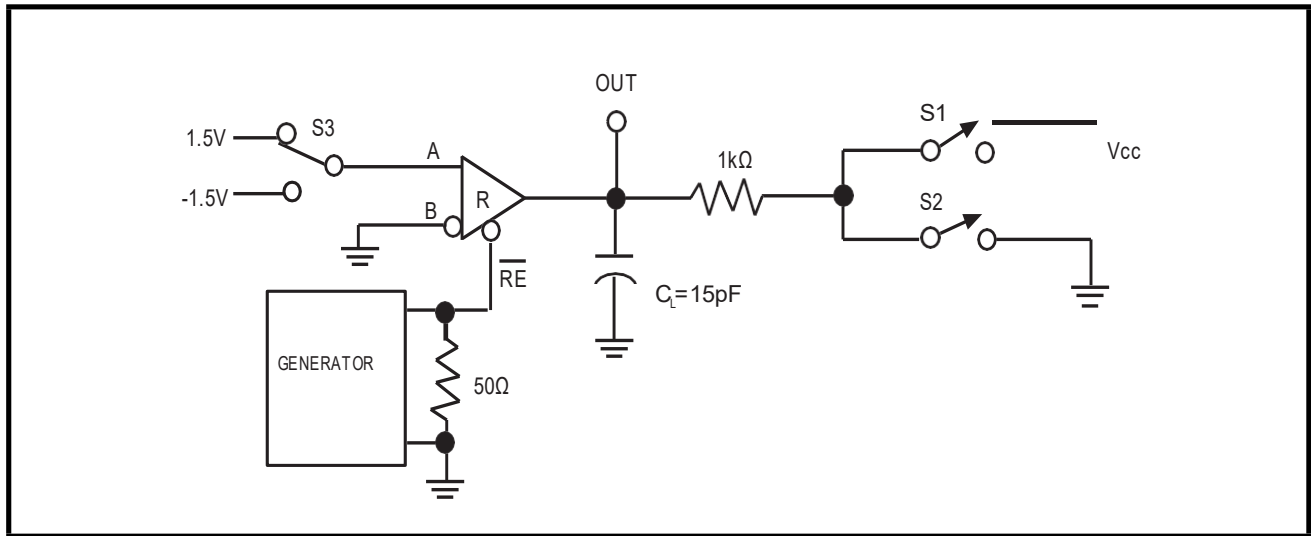 OUT
S1
S3
1.5V
A
1kΩ
Vcc
-1.5V
R
S2
B
RE
C_L=15pF
GENERATOR
50Ω